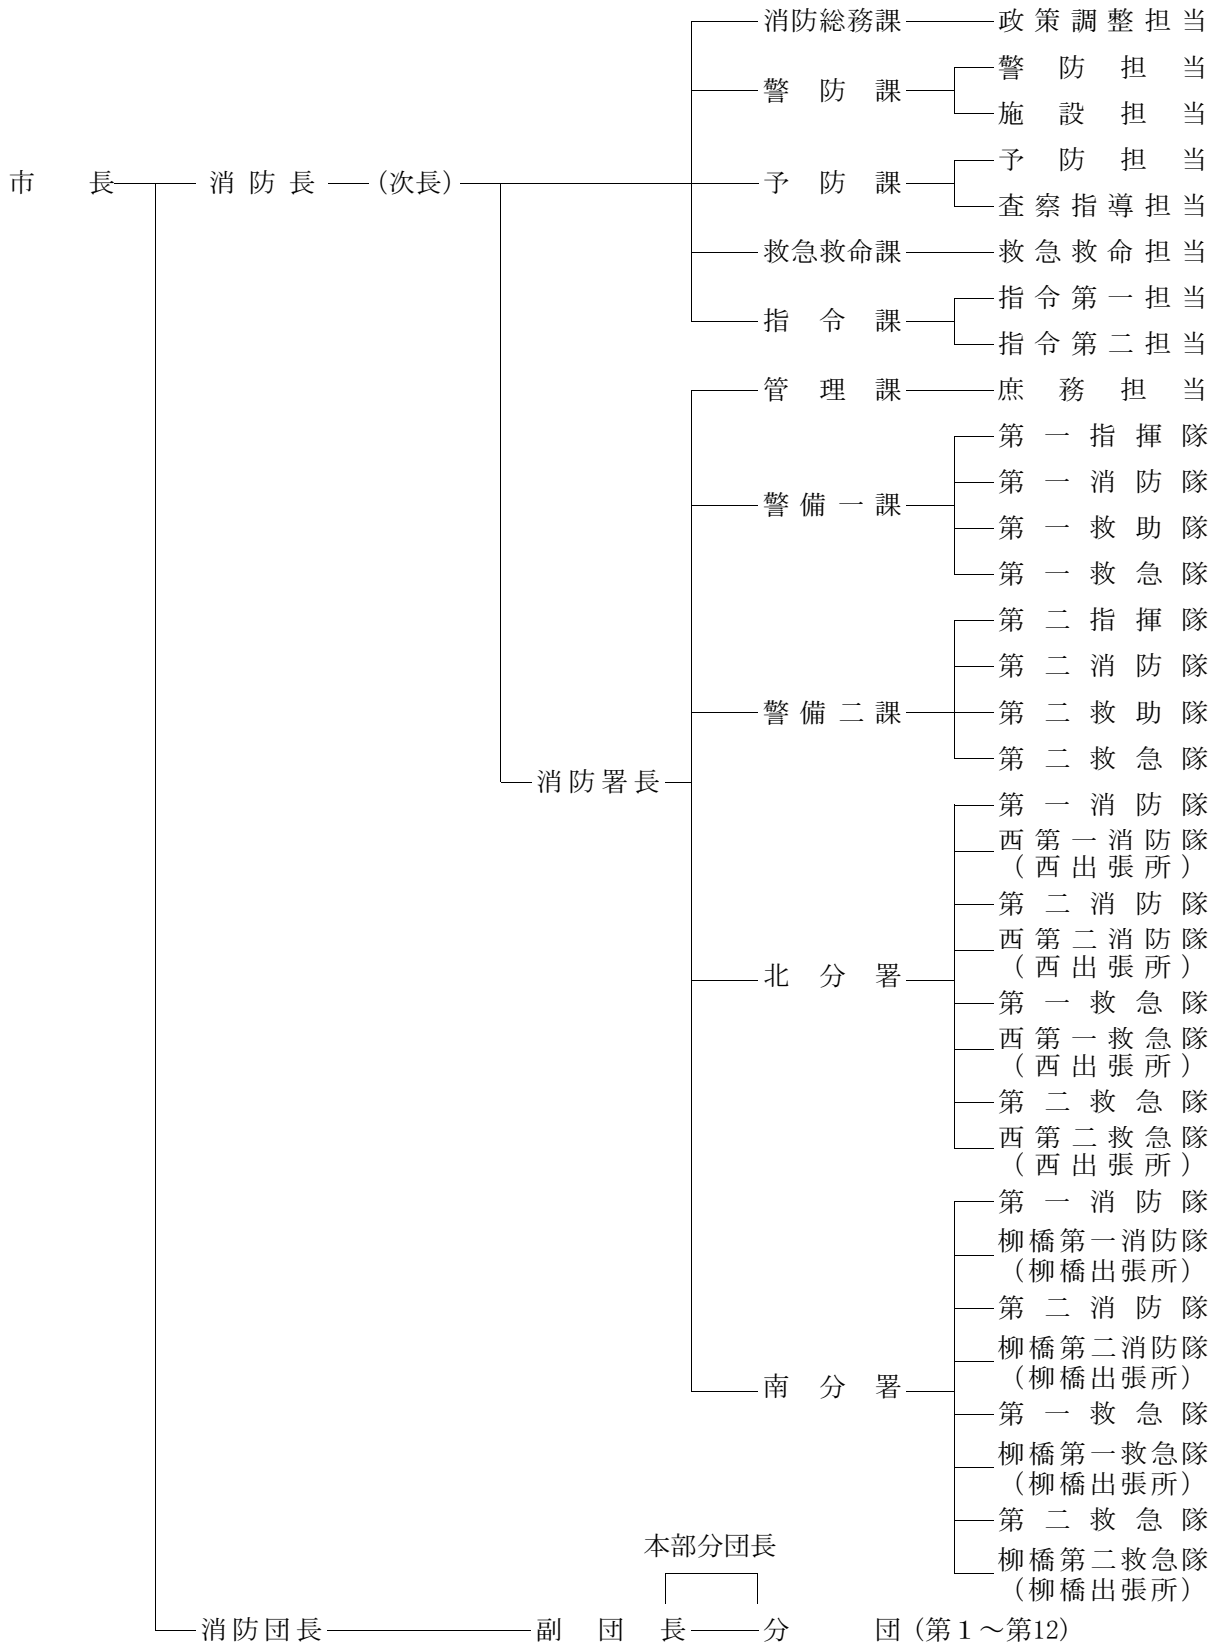 消防総務課 政策調整担当
警防担当
警防課
施設担当
予防担当
市長 消防長 (次長) 予防課
査察指導担当
救急救命課 救急救命担当
指令第一担当
指令課
指令第二担当
管理課 庶務担当
第一指揮隊
第一消防隊
警備一課
第一救助隊
第一救急隊
第二指揮隊
第二消防隊
警備二課 第二救助隊
第二救急隊
消防署長
第一消防隊
西第一消防隊
(西出張所)
第二消防隊
西第二消防隊
(西出張所)
北分署
第一救急隊
西第一救急隊
(西出張所)
第二救急隊
西第二救急隊
(西出張所)
第一消防隊
柳橋第一消防隊
(柳橋出張所)
第二消防隊
柳橋第二消防隊
(柳橋出張所)
南分署
第一救急隊
柳橋第一救急隊
(柳橋出張所)
第二救急隊
本部分団長
柳橋第二救急隊
(柳橋出張所)
消防団長 副団長 分団(第1〜第12)